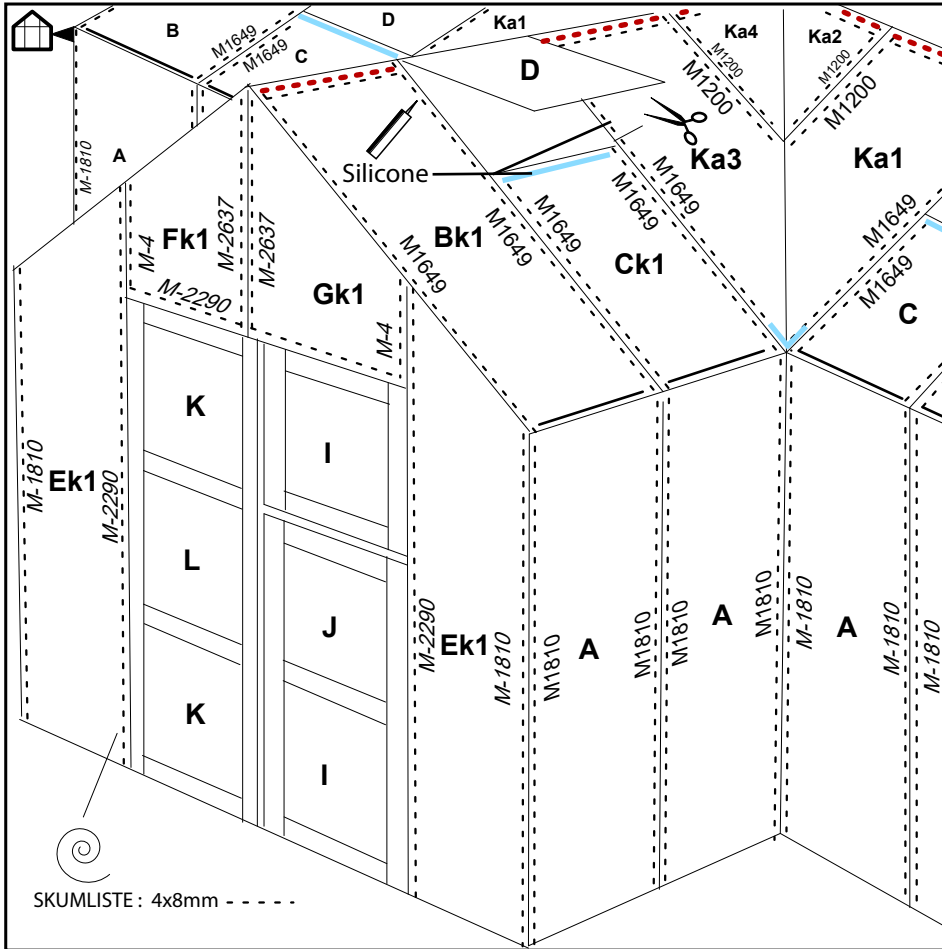 B
D
Ka1
Ka4
Ka2
M1649
M1649
C
D
M1200
M1200
M1200
M1200
A
M-1810
Silicone
Ka3
Ka1
M1649
M1649
M1649
M1649
M1649
M1649
M1649
Fk1
M-4
M-2637
M-2637
Bk1
Ck1
C
M-2290
Gk1
M-2290
M-4
K
I
Ek1
M-1810
M-2290
L
J
K
I
M-2290
Ek1
M-1810
M1810
A
M1810
M1810
A
M1810
M-1810
A
M-1810
M-1810
SKUMLISTE : 4x8mm - - - - -